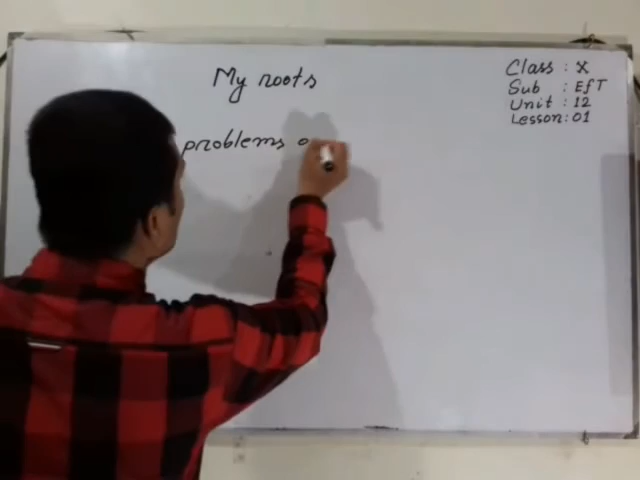 My roots
problems o
Class : X
Sub : EfT
Unit : 12
Lesson : 01